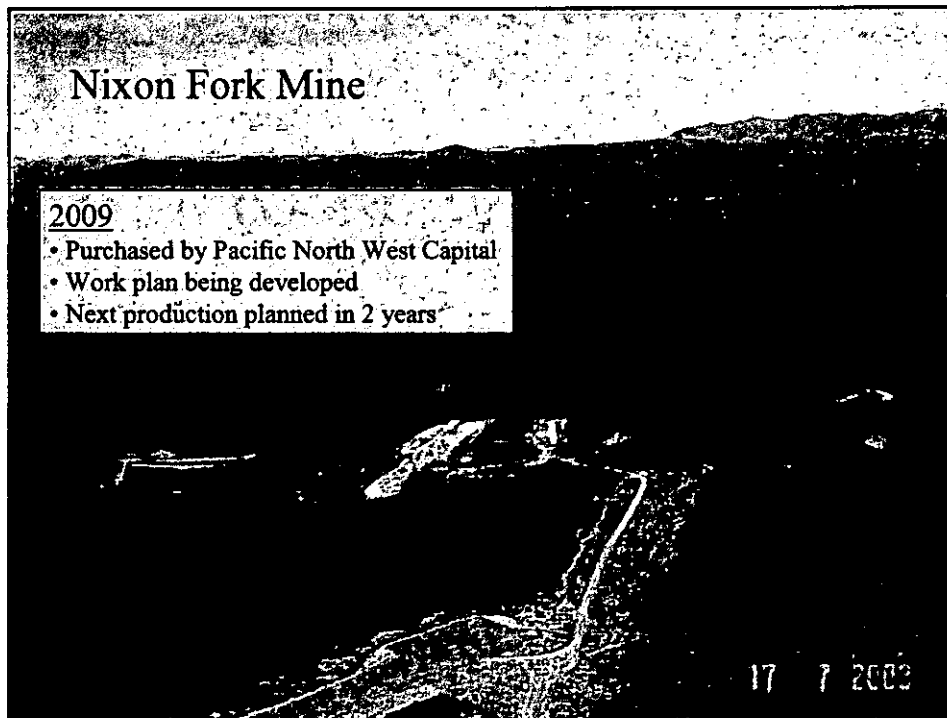 Nixon Fork Mine
2009
• Purchased by Pacific North West Capital
• Work plan being developed
• Next production planned in 2 years
17 7